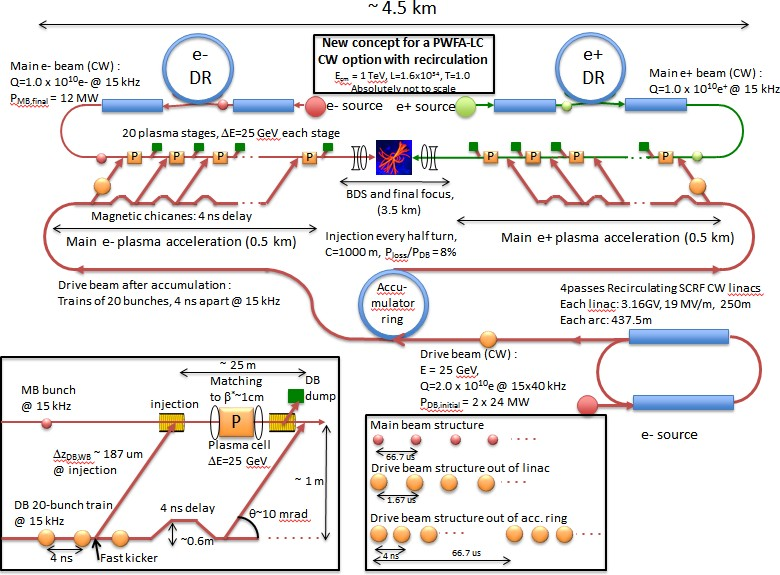 ~ 4.5 km
e-
DR
New concept for a PWFA-LC
CW option with recirculation
Ecm = 1 TeV, L=1.6x10³⁴, T=1.0
Absolutely not to scale
e+
DR
Main e- beam (CW) :
Q=1.0 x 10¹⁰e- @ 15 kHz
PMB,final = 12 MW
Main e+ beam (CW) :
Q=1.0 x 10¹⁰e⁺ @ 15 kHz
e- source
e+ source
20 plasma stages, ΔE=25 GeV each stage
P
P
P
P
P
P
P
P
BDS and final focus,
(3.5 km)
Magnetic chicanes: 4 ns delay
Main e- plasma acceleration (0.5 km)
Injection every half turn,
C=1000 m, Ploss/PDB = 8%
Main e+ plasma acceleration (0.5 km)
Drive beam after accumulation :
Trains of 20 bunches, 4 ns apart @ 15 kHz
Accu-
mulator
ring
4passes Recirculating SCRF CW linacs
Each linac: 3.16GV, 19 MV/m, 250m
Each arc: 437.5m
Drive beam (CW) :
E = 25 GeV,
Q=2.0 x 10¹⁰e @ 15x40 kHz
PDB,initial = 2 x 24 MW
e- source
~ 25 m
MB bunch
@ 15 kHz
injection
Matching
to β*~1cm
DB
dump
P
Plasma cell
ΔE=25 GeV
ΔzDB,WB ~ 187 um
@ injection
~ 1 m
DB 20-bunch train
@ 15 kHz
4 ns delay
θ~10 mrad
~0.6m
4 ns
Fast kicker
Main beam structure
66.7 us
Drive beam structure out of linac
1.67 us
Drive beam structure out of acc. ring
4 ns
66.7 us